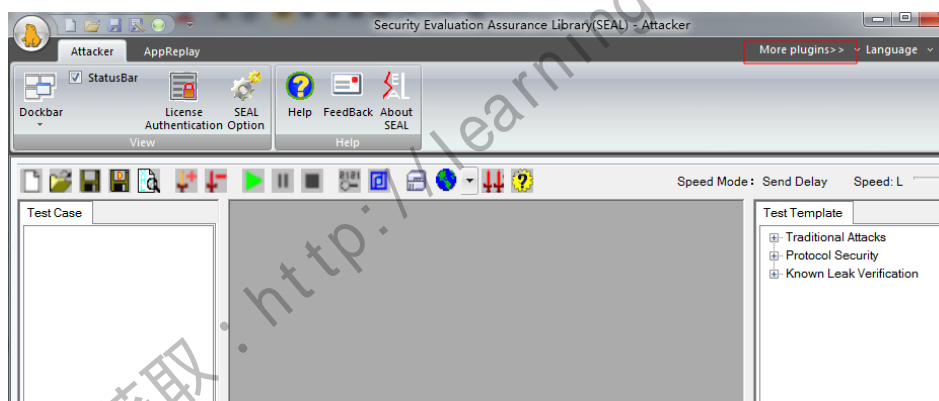 Security Evaluation Assurance Library(SEAL) - Attacker
Attacker AppReplay More plugins>> Language
StatusBar
Dockbar License Authentication SEAL Option Help FeedBack About SEAL
View Help
Speed Mode: Send Delay Speed: L
Test Case Test Template
Traditional Attacks
Protocol Security
Known Leak Verification
取：http://learning